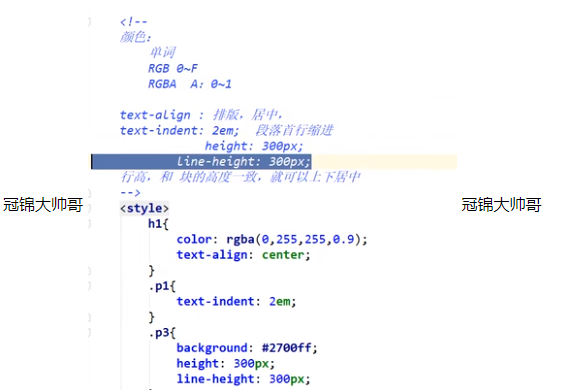 <!--
颜色:
单词
RGB 0~F
RGBA A: 0~1
text-align : 排版, 居中,
text-indent: 2em; 段落首行缩进
height: 300px;
line-height: 300px;
行高, 和 块的高度一致, 就可以上下居中
-->
冠锦大帅哥
<style>
冠锦大帅哥
h1{
color: rgba(0,255,255,0.9);
text-align: center;
}
.p1{
text-indent: 2em;
}
.p3{
background: #2700ff;
height: 300px;
line-height: 300px;